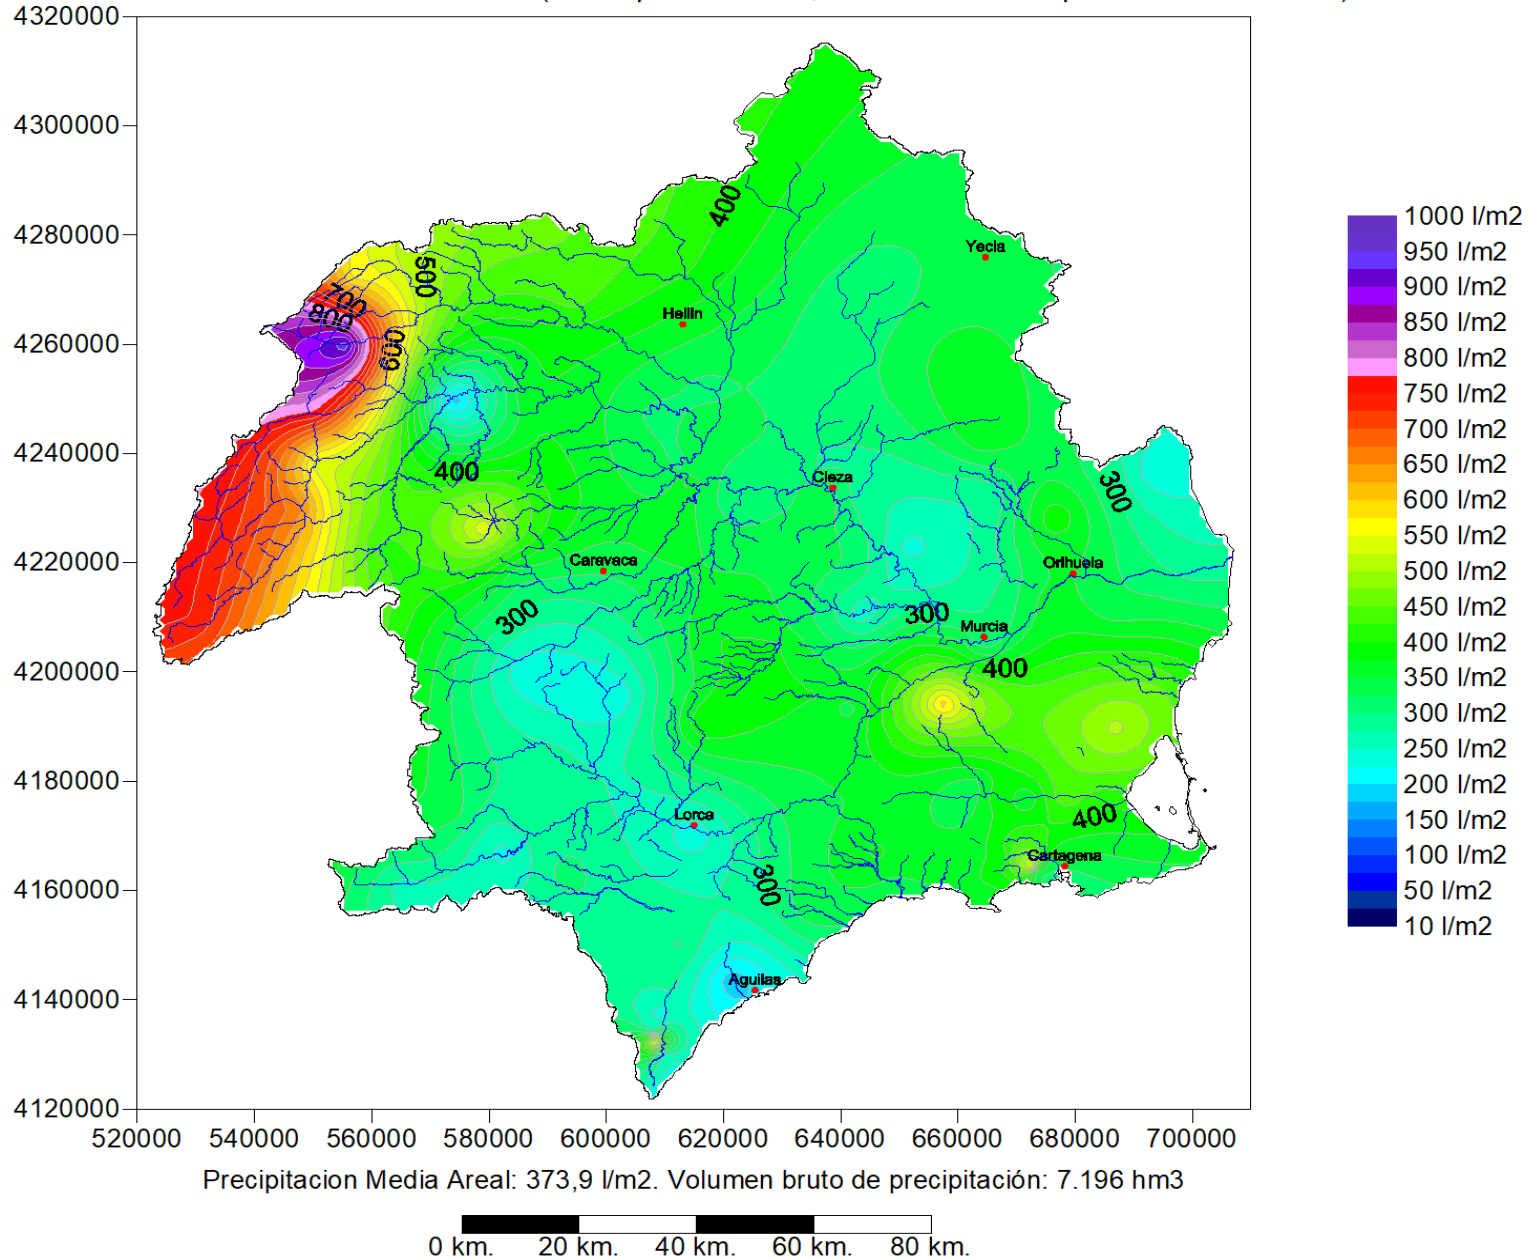 4320000
4300000
4280000
4260000
4240000
4220000
4200000
4180000
4160000
4140000
4120000
520000 540000 560000 580000 600000 620000 640000 660000 680000 700000
400
500
700
800
600
400
300
300
300
400
400
300
Yecla
Hellin
Cieza
Caravaca
Orihuela
Murcia
Lorca
Cartagena
Aguilas
1000 l/m2
950 l/m2
900 l/m2
850 l/m2
800 l/m2
750 l/m2
700 l/m2
650 l/m2
600 l/m2
550 l/m2
500 l/m2
450 l/m2
400 l/m2
350 l/m2
300 l/m2
250 l/m2
200 l/m2
150 l/m2
100 l/m2
50 l/m2
10 l/m2
Precipitacion Media Areal: 373,9 l/m2. Volumen bruto de precipitación: 7.196 hm3
0 km. 20 km. 40 km. 60 km. 80 km.